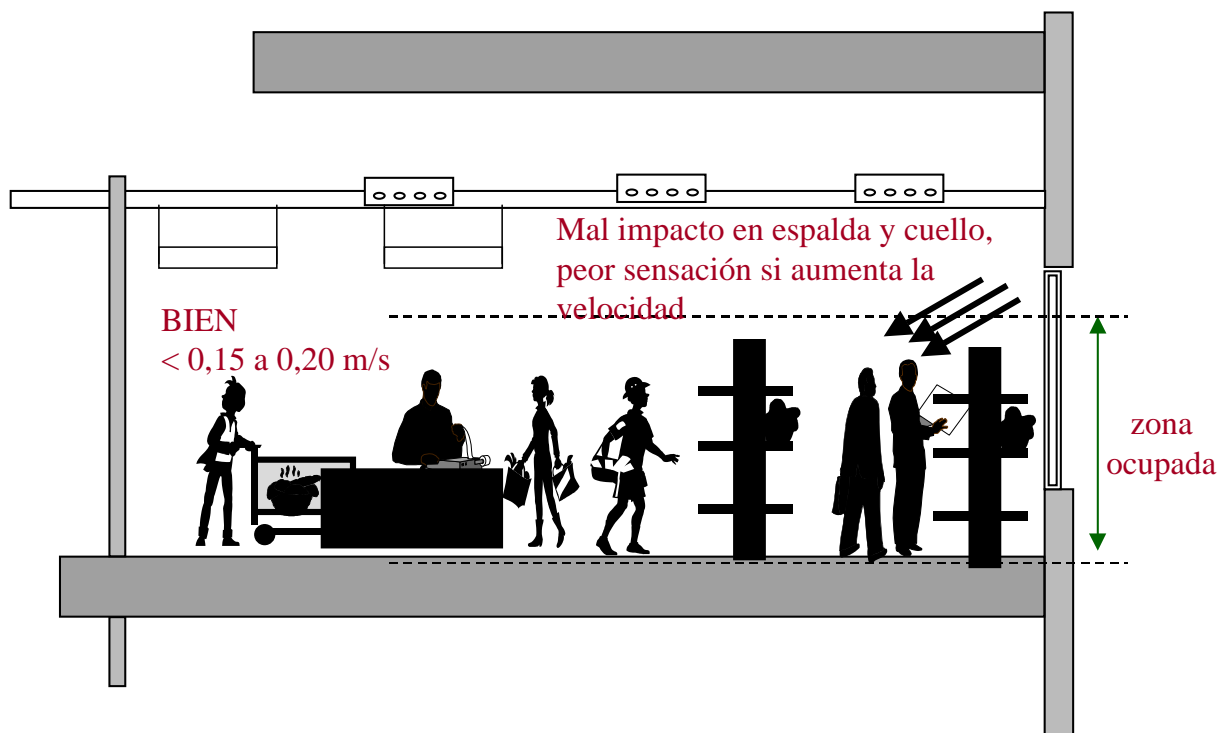 Mal impacto en espalda y cuello,
peor sensación si aumenta la
velocidad
BIEN
< 0,15 a 0,20 m/s
zona
ocupada